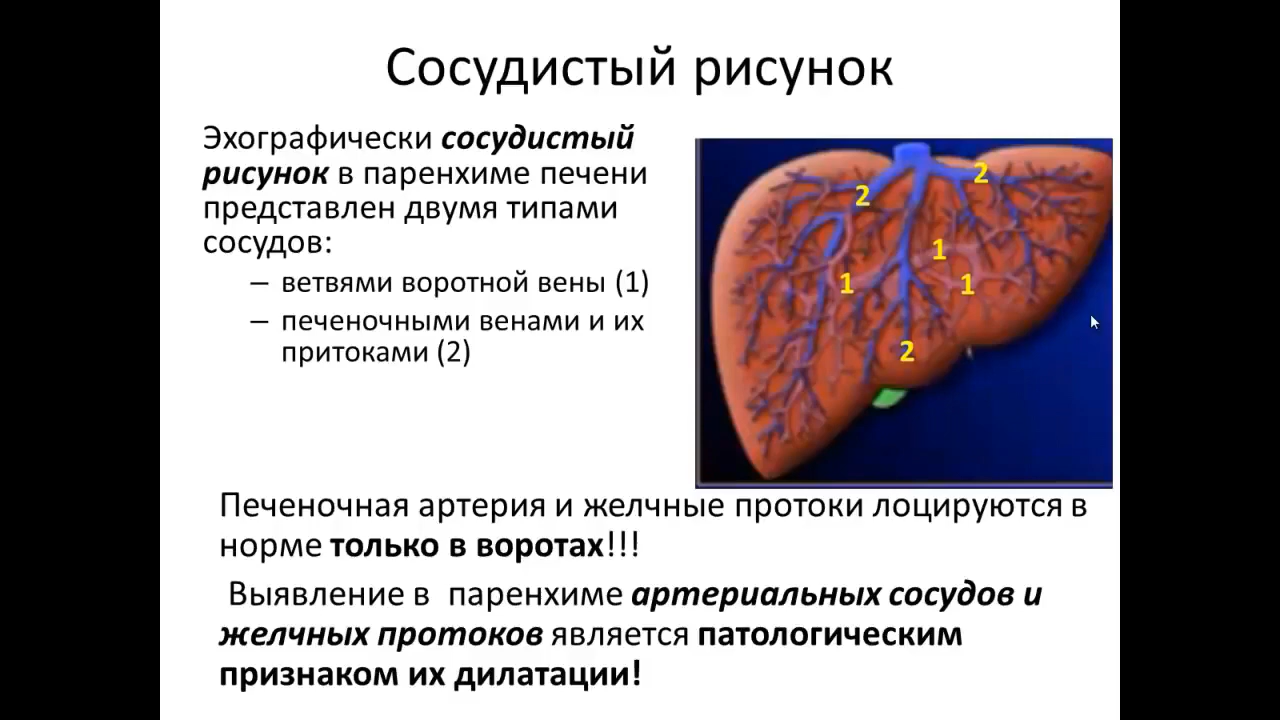 Сосудистый рисунок
Эхографически сосудистый
рисунок в паренхиме печени
представлен двумя типами
сосудов:
– ветвями воротной вены (1)
– печеночными венами и их
притоками (2)
2
2
1
1
1
2
Печеночная артерия и желчные протоки лоцируются в
норме только в воротах!!!
Выявление в паренхиме артериальных сосудов и
желчных протоков является патологическим
признаком их дилатации!